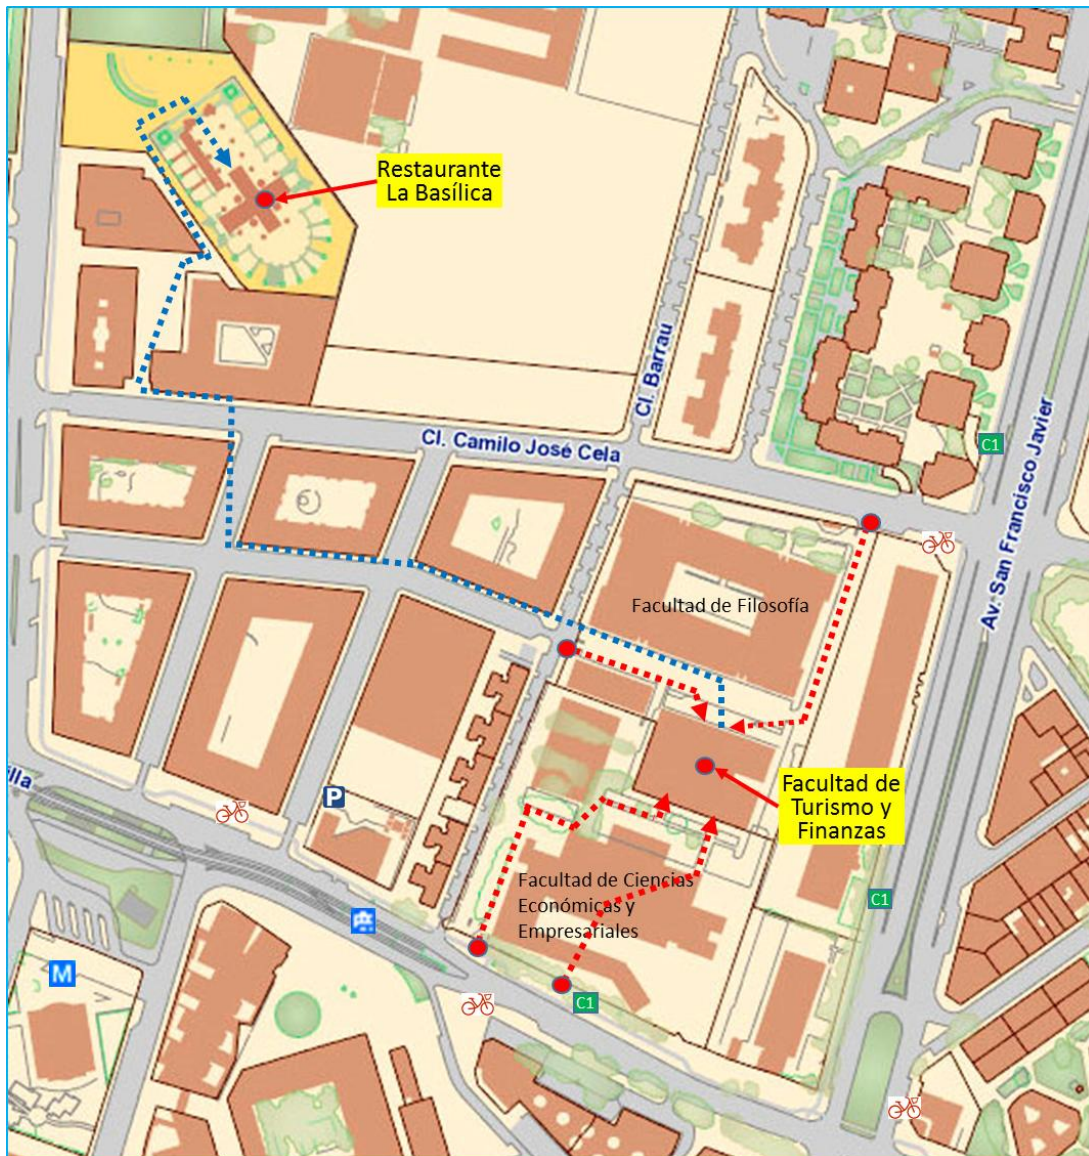 Restaurante
La Basílica
Cl. Barrau
Cl. Camilo José Cela
C1
Av. San Francisco Javier
Facultad de Filosofía
illa
P
Facultad de
Turismo y
Finanzas
Facultad de Ciencias
Económicas y
Empresariales
C1
M
C1